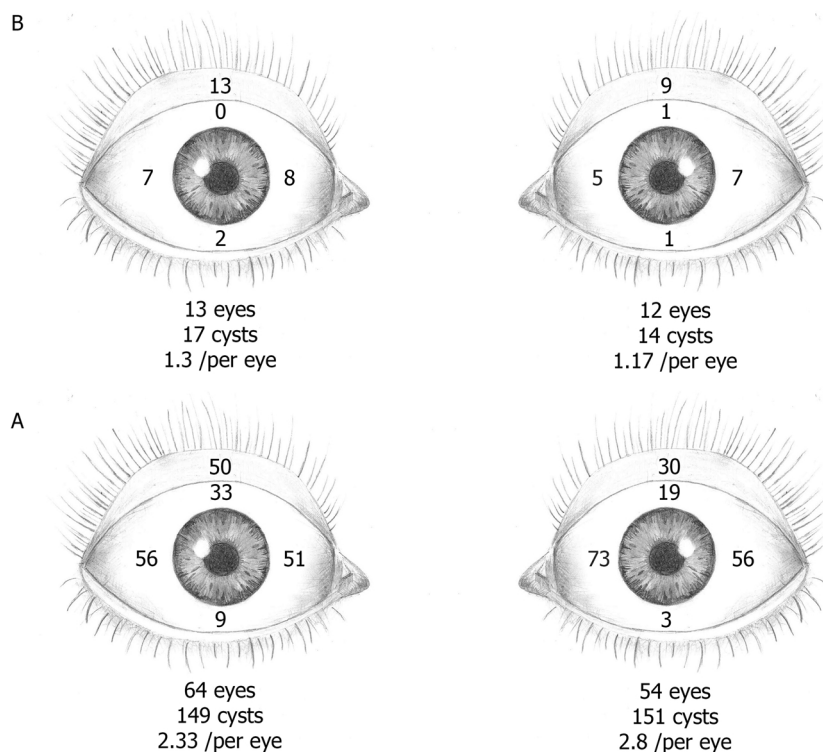 B
13
0
7 8
2
13 eyes
17 cysts
1.3 /per eye
9
1
5 7
1
12 eyes
14 cysts
1.17 /per eye
A
50
33
56 51
9
64 eyes
149 cysts
2.33 /per eye
30
19
73 56
3
54 eyes
151 cysts
2.8 /per eye